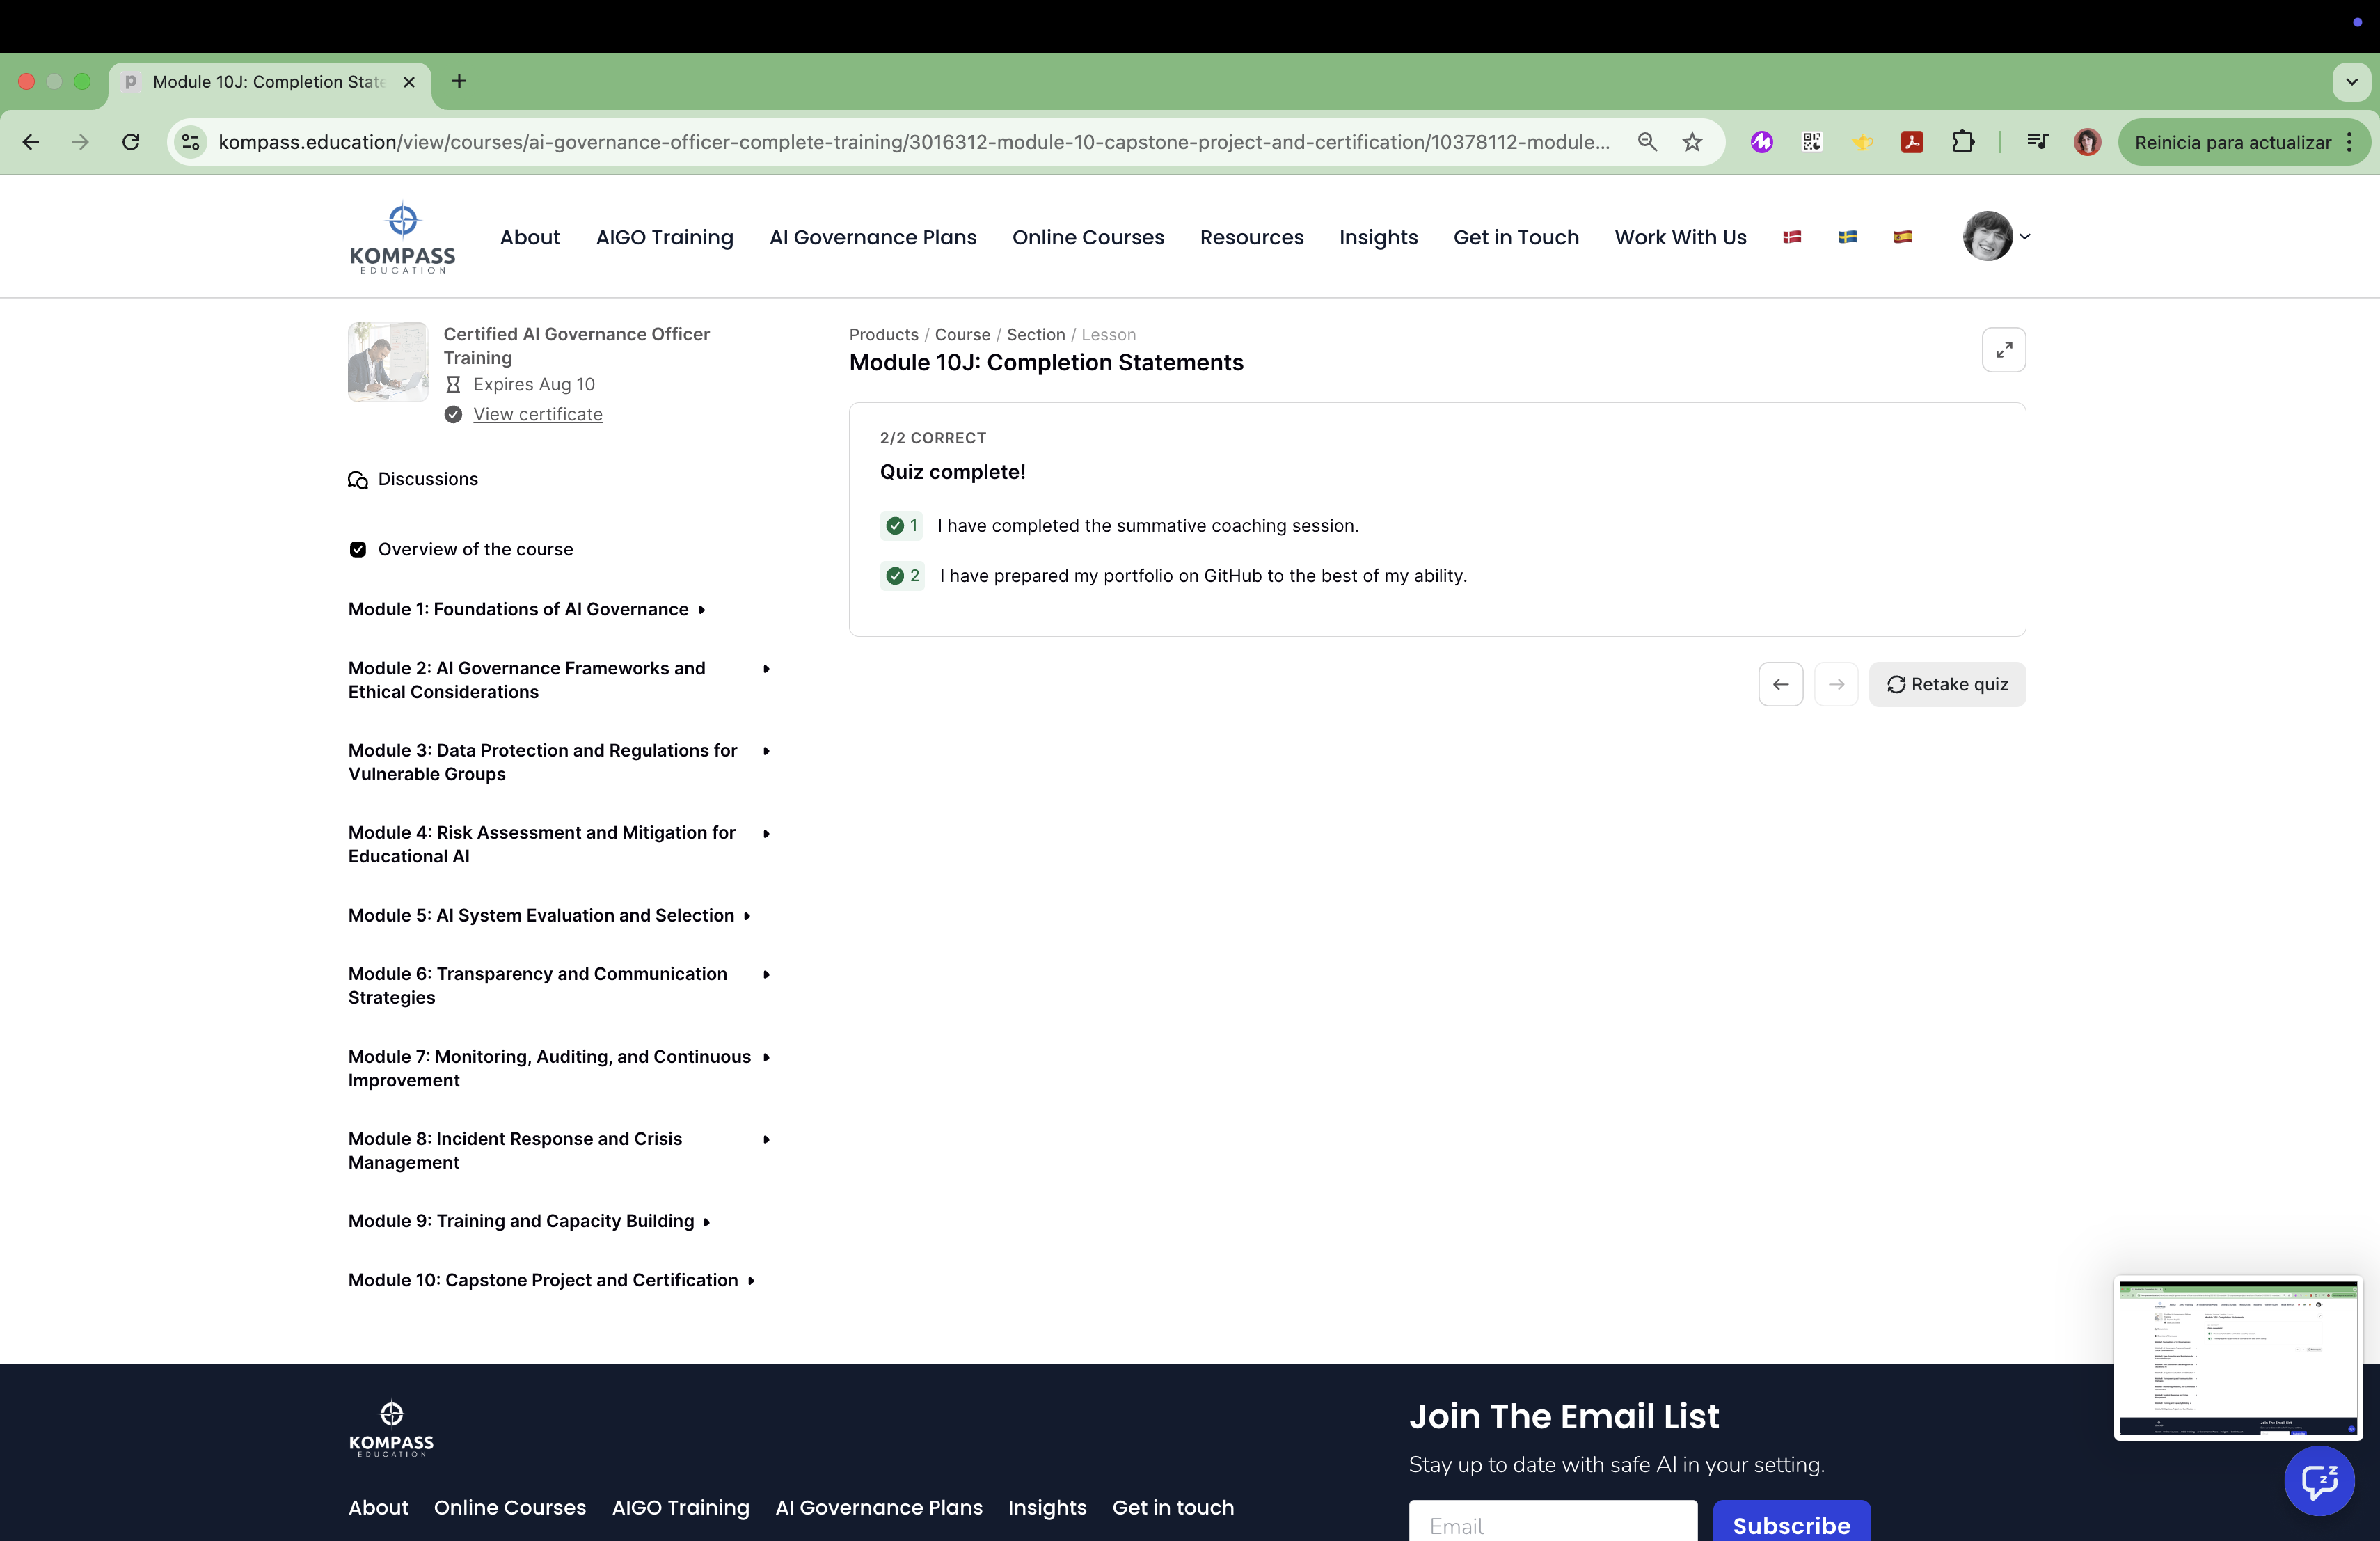 Module 10J: Completion State
kompass.education/view/courses/ai-governance-officer-complete-training/3016312-module-10-capstone-project-and-certification/10378112-module...
Reinicia para actualizar
KOMPASS
EDUCATION
About
AIGO Training
AI Governance Plans
Online Courses
Resources
Insights
Get in Touch
Work With Us
Certified AI Governance Officer
Training
Expires Aug 10
View certificate
Discussions
Overview of the course
Module 1: Foundations of AI Governance
Module 2: AI Governance Frameworks and
Ethical Considerations
Module 3: Data Protection and Regulations for
Vulnerable Groups
Module 4: Risk Assessment and Mitigation for
Educational AI
Module 5: AI System Evaluation and Selection
Module 6: Transparency and Communication
Strategies
Module 7: Monitoring, Auditing, and Continuous
Improvement
Module 8: Incident Response and Crisis
Management
Module 9: Training and Capacity Building
Module 10: Capstone Project and Certification
Products / Course / Section / Lesson
Module 10J: Completion Statements
2/2 CORRECT
Quiz complete!
1 I have completed the summative coaching session.
2 I have prepared my portfolio on GitHub to the best of my ability.
Retake quiz
KOMPASS
EDUCATION
About
Online Courses
AIGO Training
AI Governance Plans
Insights
Get in touch
Join The Email List
Stay up to date with safe AI in your setting.
Email
Subscribe